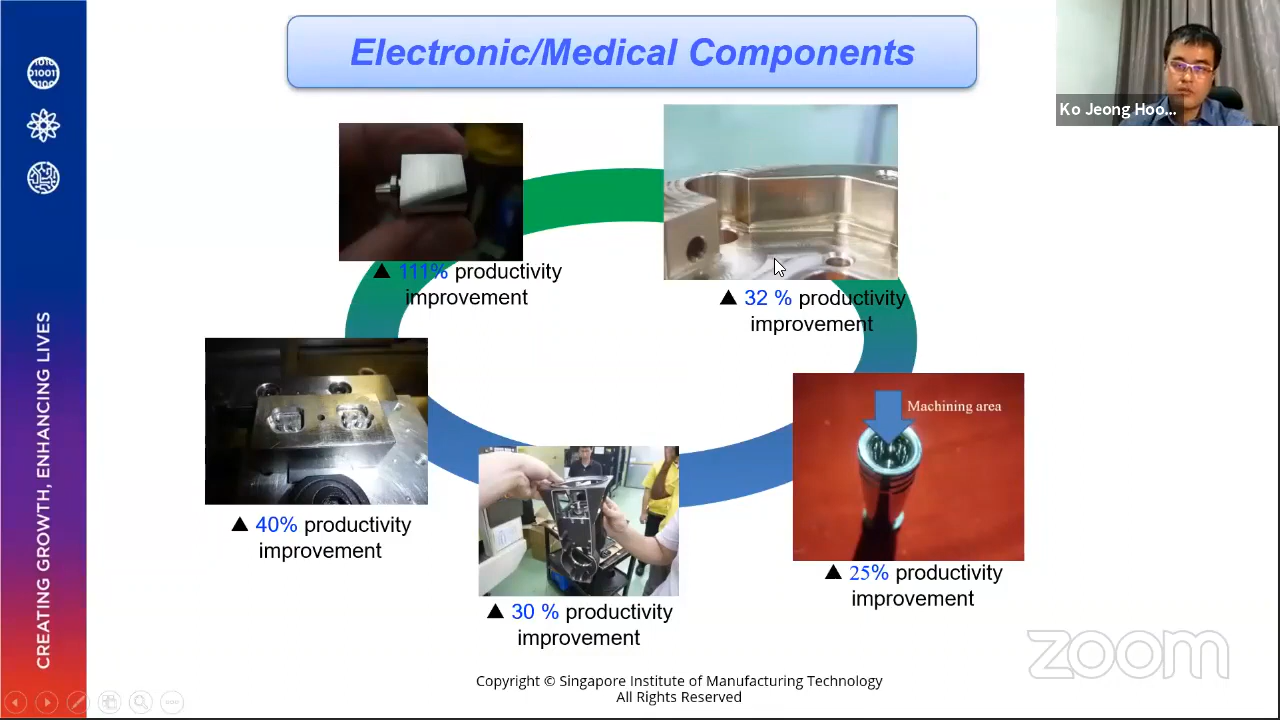 Electronic/Medical Components
Ko Jeong Hoo...
▲ 111% productivity
improvement
▲ 32 % productivity
improvement
Machining area
▲ 40% productivity
improvement
▲ 30 % productivity
improvement
▲ 25% productivity
improvement
CREATING GROWTH, ENHANCING LIVES
Copyright © Singapore Institute of Manufacturing Technology
All Rights Reserved
zoom